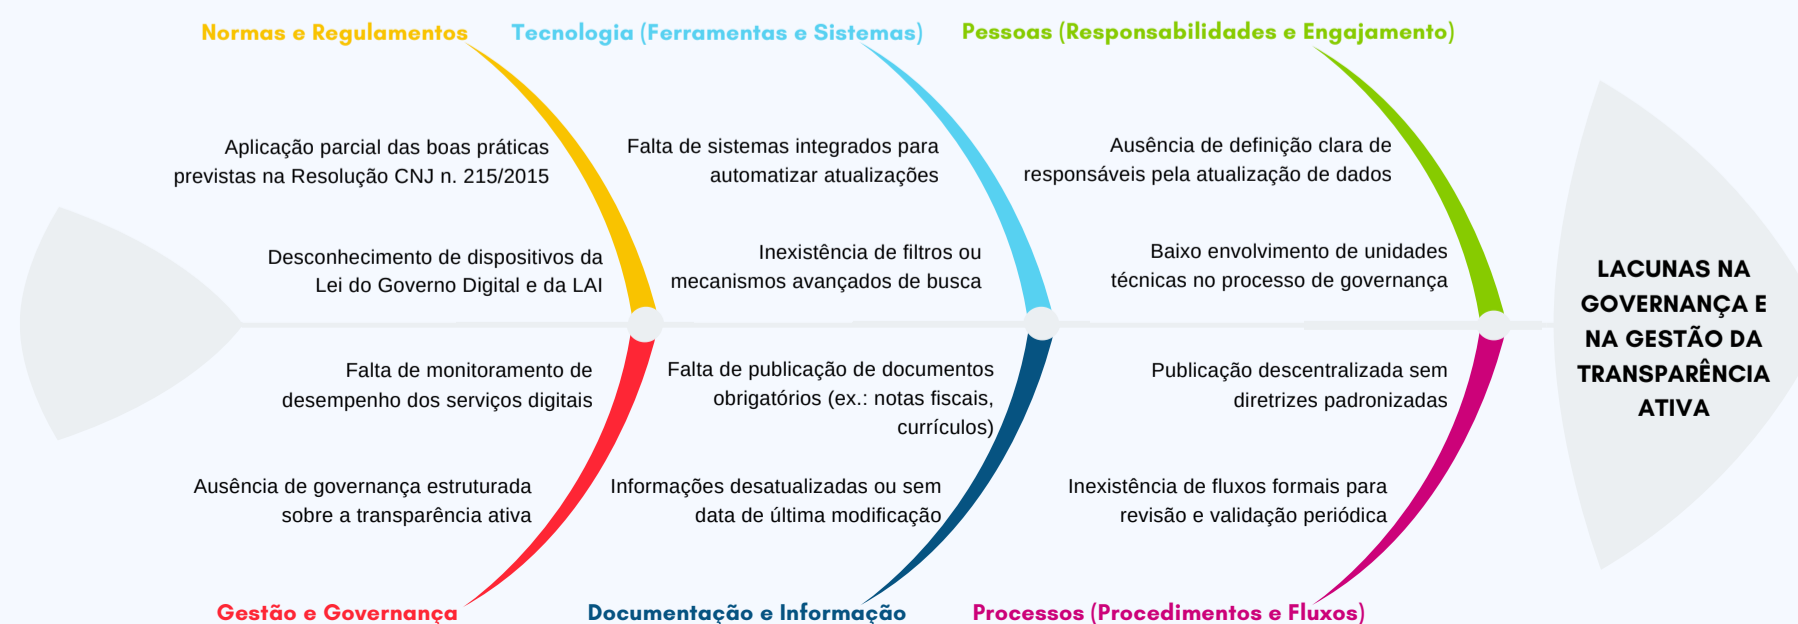 Normas e Regulamentos
Tecnologia (Ferramentas e Sistemas)
Pessoas (Responsabilidades e Engajamento)
Aplicação parcial das boas práticas
previstas na Resolução CNJ n. 215/2015
Desconhecimento de dispositivos da
Lei do Governo Digital e da LAI
Falta de sistemas integrados para
automatizar atualizações
Inexistência de filtros ou
mecanismos avançados de busca
Ausência de definição clara de
responsáveis pela atualização de dados
Baixo envolvimento de unidades
técnicas no processo de governança
LACUNAS NA
GOVERNANÇA E
NA GESTÃO DA
TRANSPARÊNCIA
ATIVA
Falta de monitoramento de
desempenho dos serviços digitais
Ausência de governança estruturada
sobre a transparência ativa
Falta de publicação de documentos
obrigatórios (ex.: notas fiscais,
currículos)
Informações desatualizadas ou sem
data de última modificação
Publicação descentralizada sem
diretrizes padronizadas
Inexistência de fluxos formais para
revisão e validação periódica
Gestão e Governança
Documentação e Informação
Processos (Procedimentos e Fluxos)